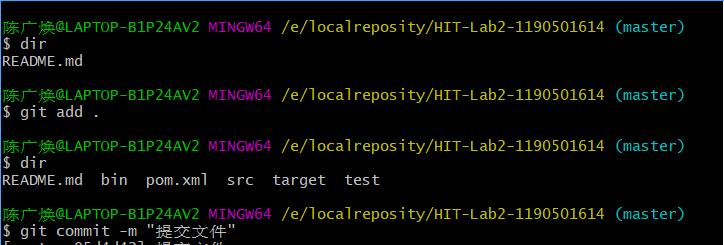 陈广焕@LAPTOP-B1P24AV2 MINGW64 /e/localreposity/HIT-Lab2-1190501614 (master)
$ dir
README.md
陈广焕@LAPTOP-B1P24AV2 MINGW64 /e/localreposity/HIT-Lab2-1190501614 (master)
$ git add .
陈广焕@LAPTOP-B1P24AV2 MINGW64 /e/localreposity/HIT-Lab2-1190501614 (master)
$ dir
README.md  bin  pom.xml  src  target  test
陈广焕@LAPTOP-B1P24AV2 MINGW64 /e/localreposity/HIT-Lab2-1190501614 (master)
$ git commit -m "提交文件"